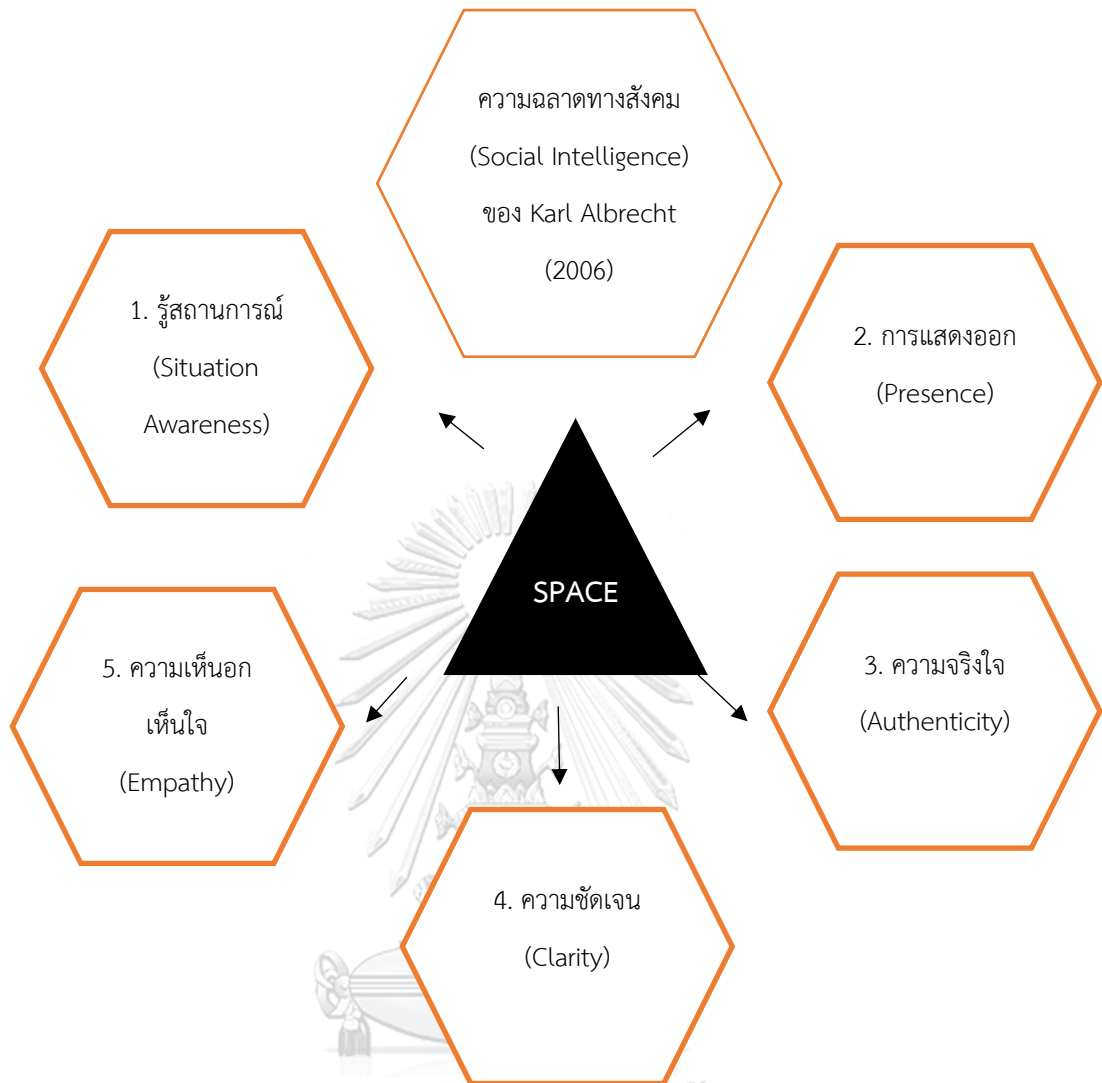 ความฉลาดทางสังคม
(Social Intelligence)
ของ Karl Albrecht
(2006)
1. รู้สถานการณ์
(Situation
Awareness)
2. การแสดงออก
(Presence)
SPACE
3. ความจริงใจ
(Authenticity)
5. ความเห็นอก
เห็นใจ
(Empathy)
4. ความชัดเจน
(Clarity)